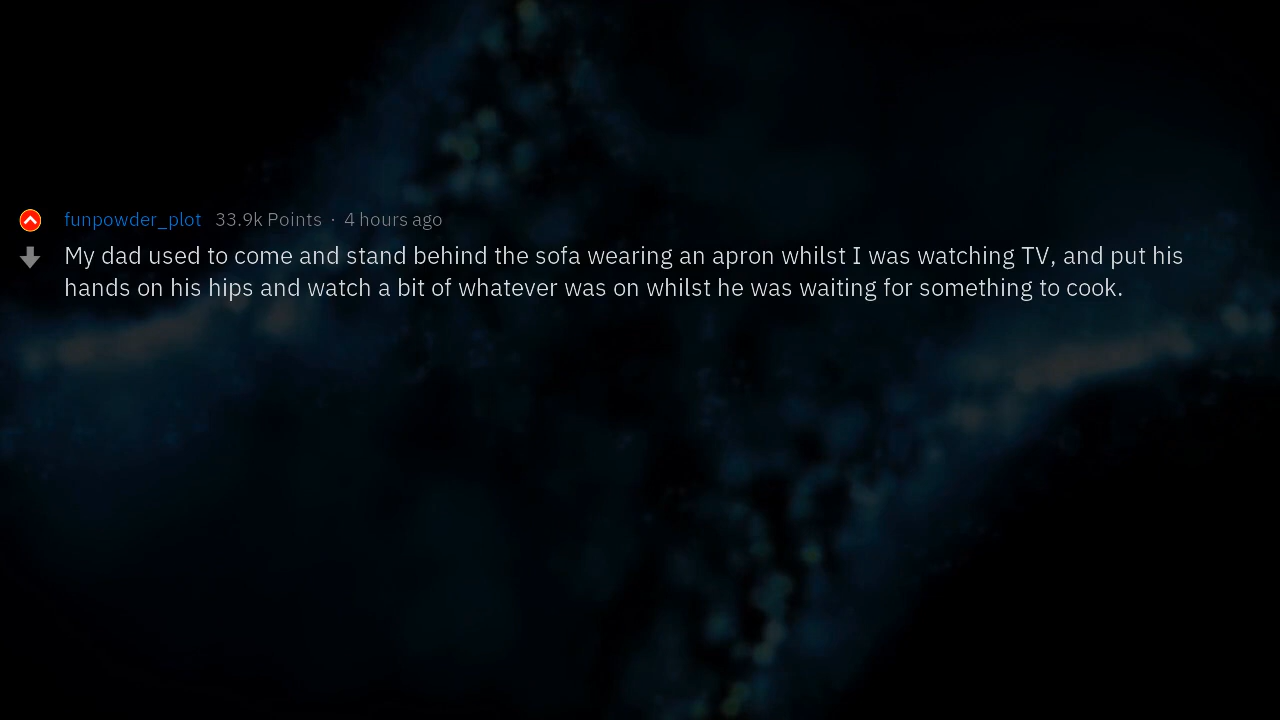 funpowder_plot 33.9k Points · 4 hours ago
My dad used to come and stand behind the sofa wearing an apron whilst I was watching TV, and put his
hands on his hips and watch a bit of whatever was on whilst he was waiting for something to cook.